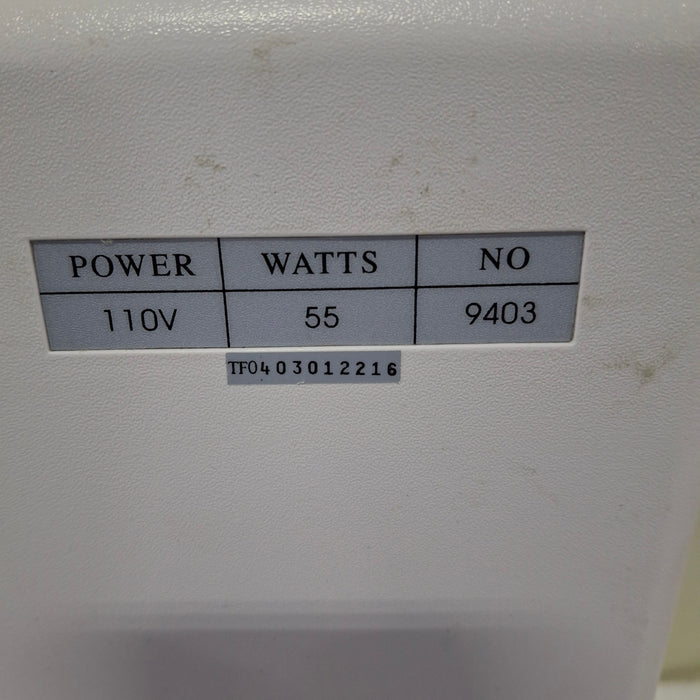 POWER WATTS NO
110V 55 9403
TF0403012216